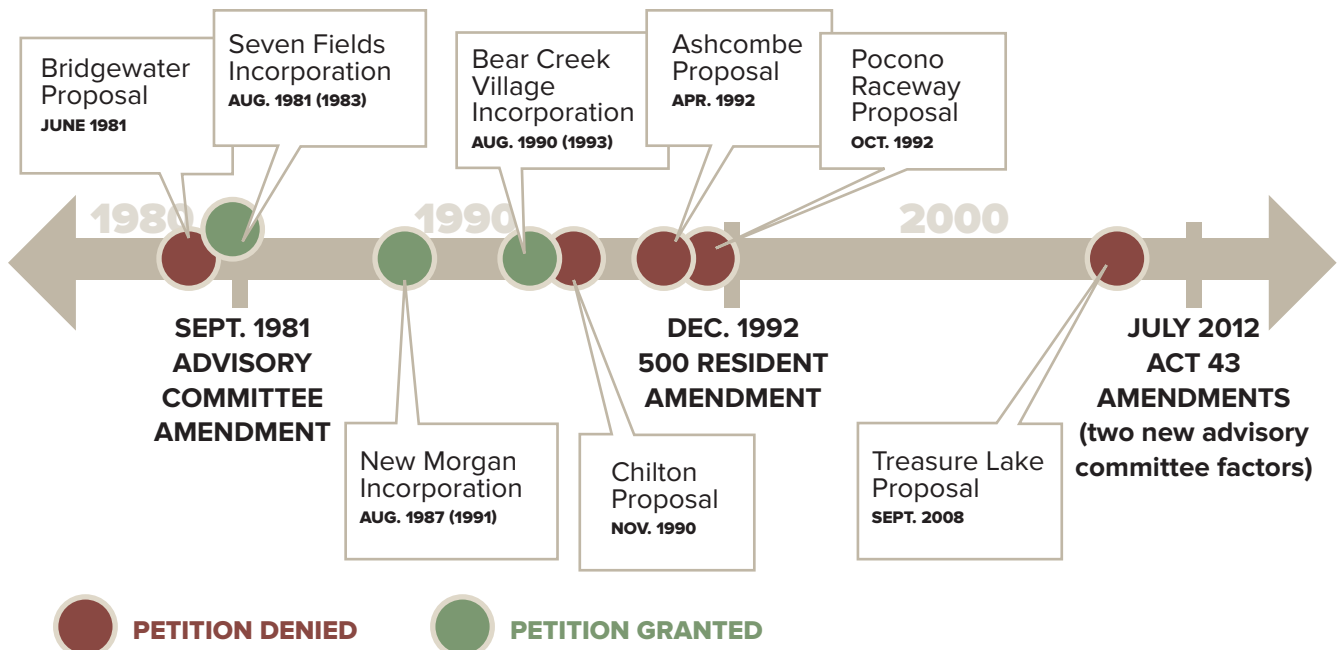 Bridgewater
Proposal
JUNE 1981
Seven Fields
Incorporation
AUG. 1981 (1983)
Bear Creek
Village
Incorporation
AUG. 1990 (1993)
Ashcombe
Proposal
APR. 1992
Pocono
Raceway
Proposal
OCT. 1992
1980
1990
2000
SEPT. 1981
ADVISORY
COMMITTEE
AMENDMENT
DEC. 1992
500 RESIDENT
AMENDMENT
JULY 2012
ACT 43
AMENDMENTS
(two new advisory
committee factors)
New Morgan
Incorporation
AUG. 1987 (1991)
Chilton
Proposal
NOV. 1990
Treasure Lake
Proposal
SEPT. 2008
PETITION DENIED
PETITION GRANTED